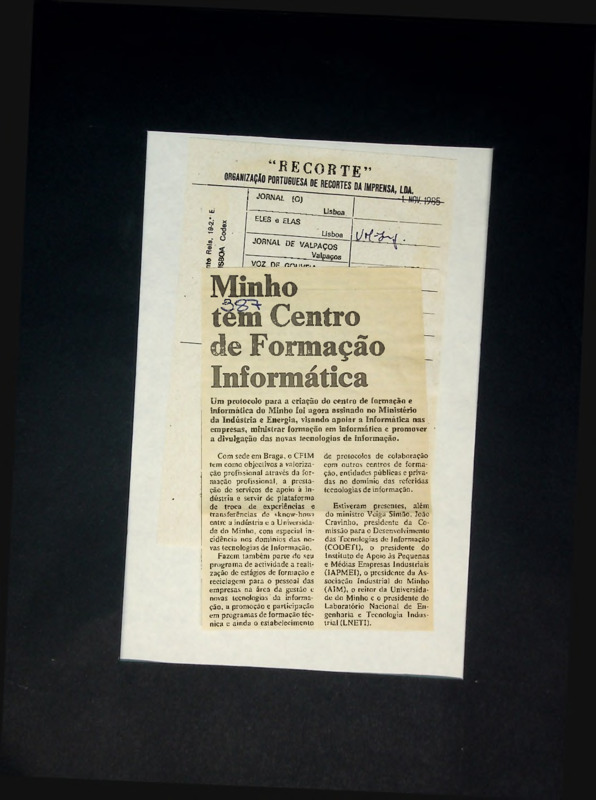 "RECORTE"
ORGANIZAÇÃO PORTUGUESA DE RECORTES DA IMPRENSA, LDA.
JORNAL (O)
Lisboa
1 NOV. 1985
ELES e ELAS
Lisboa
JORNAL DE VALPAÇOS
Valpaços
VOZ DE GOUVEIA
19-2.º E
LISBOA Codex
387
Minho
tem Centro
de Formação
Informática
Um protocolo para a criação do centro de formação e
informática do Minho foi agora assinado no Ministério
da Indústria e Energia, visando apoiar a Informática nas
empresas, ministrar formação em informática e promover
a divulgação das novas tecnologias de informação.
Com sede em Braga, o CFIM
tem como objectivos a valoriza-
ção profissional através da for-
mação profissional, a presta-
ção de serviços de apoio à in-
dústria e servir de plataforma
de troca de experiências e
transferências de «know-how»
entre a indústria e a Universida-
de do Minho, com especial in-
cidência nos domínios das no-
vas tecnologias de Informação.
Fazem também parte do seu
programa de actividade a reali-
zação de estágios de formação e
reciclagem para o pessoal das
empresas na área da gestão e
novas tecnologias da informa-
ção, a promoção e participação
em programas de formação téc-
nica e ainda o estabelecimento
de protocolos de colaboração
com outros centros de forma-
ção, entidades públicas e priva-
das no domínio das referidas
tecnologias de informação.
Estiveram presentes, além
do ministro Veiga Simão, João
Cravinho, presidente da Co-
missão para o Desenvolvimento
das Tecnologias de Informação
(CODETI), o presidente do
Instituto de Apoio às Pequenas
e Médias Empresas Industriais
(IAPMEI), o presidente da As-
sociação Industrial do Minho
(AIM), o reitor da Universida-
de do Minho e o presidente do
Laboratório Nacional de En-
genharia e Tecnologia Indus-
trial (LNETI).